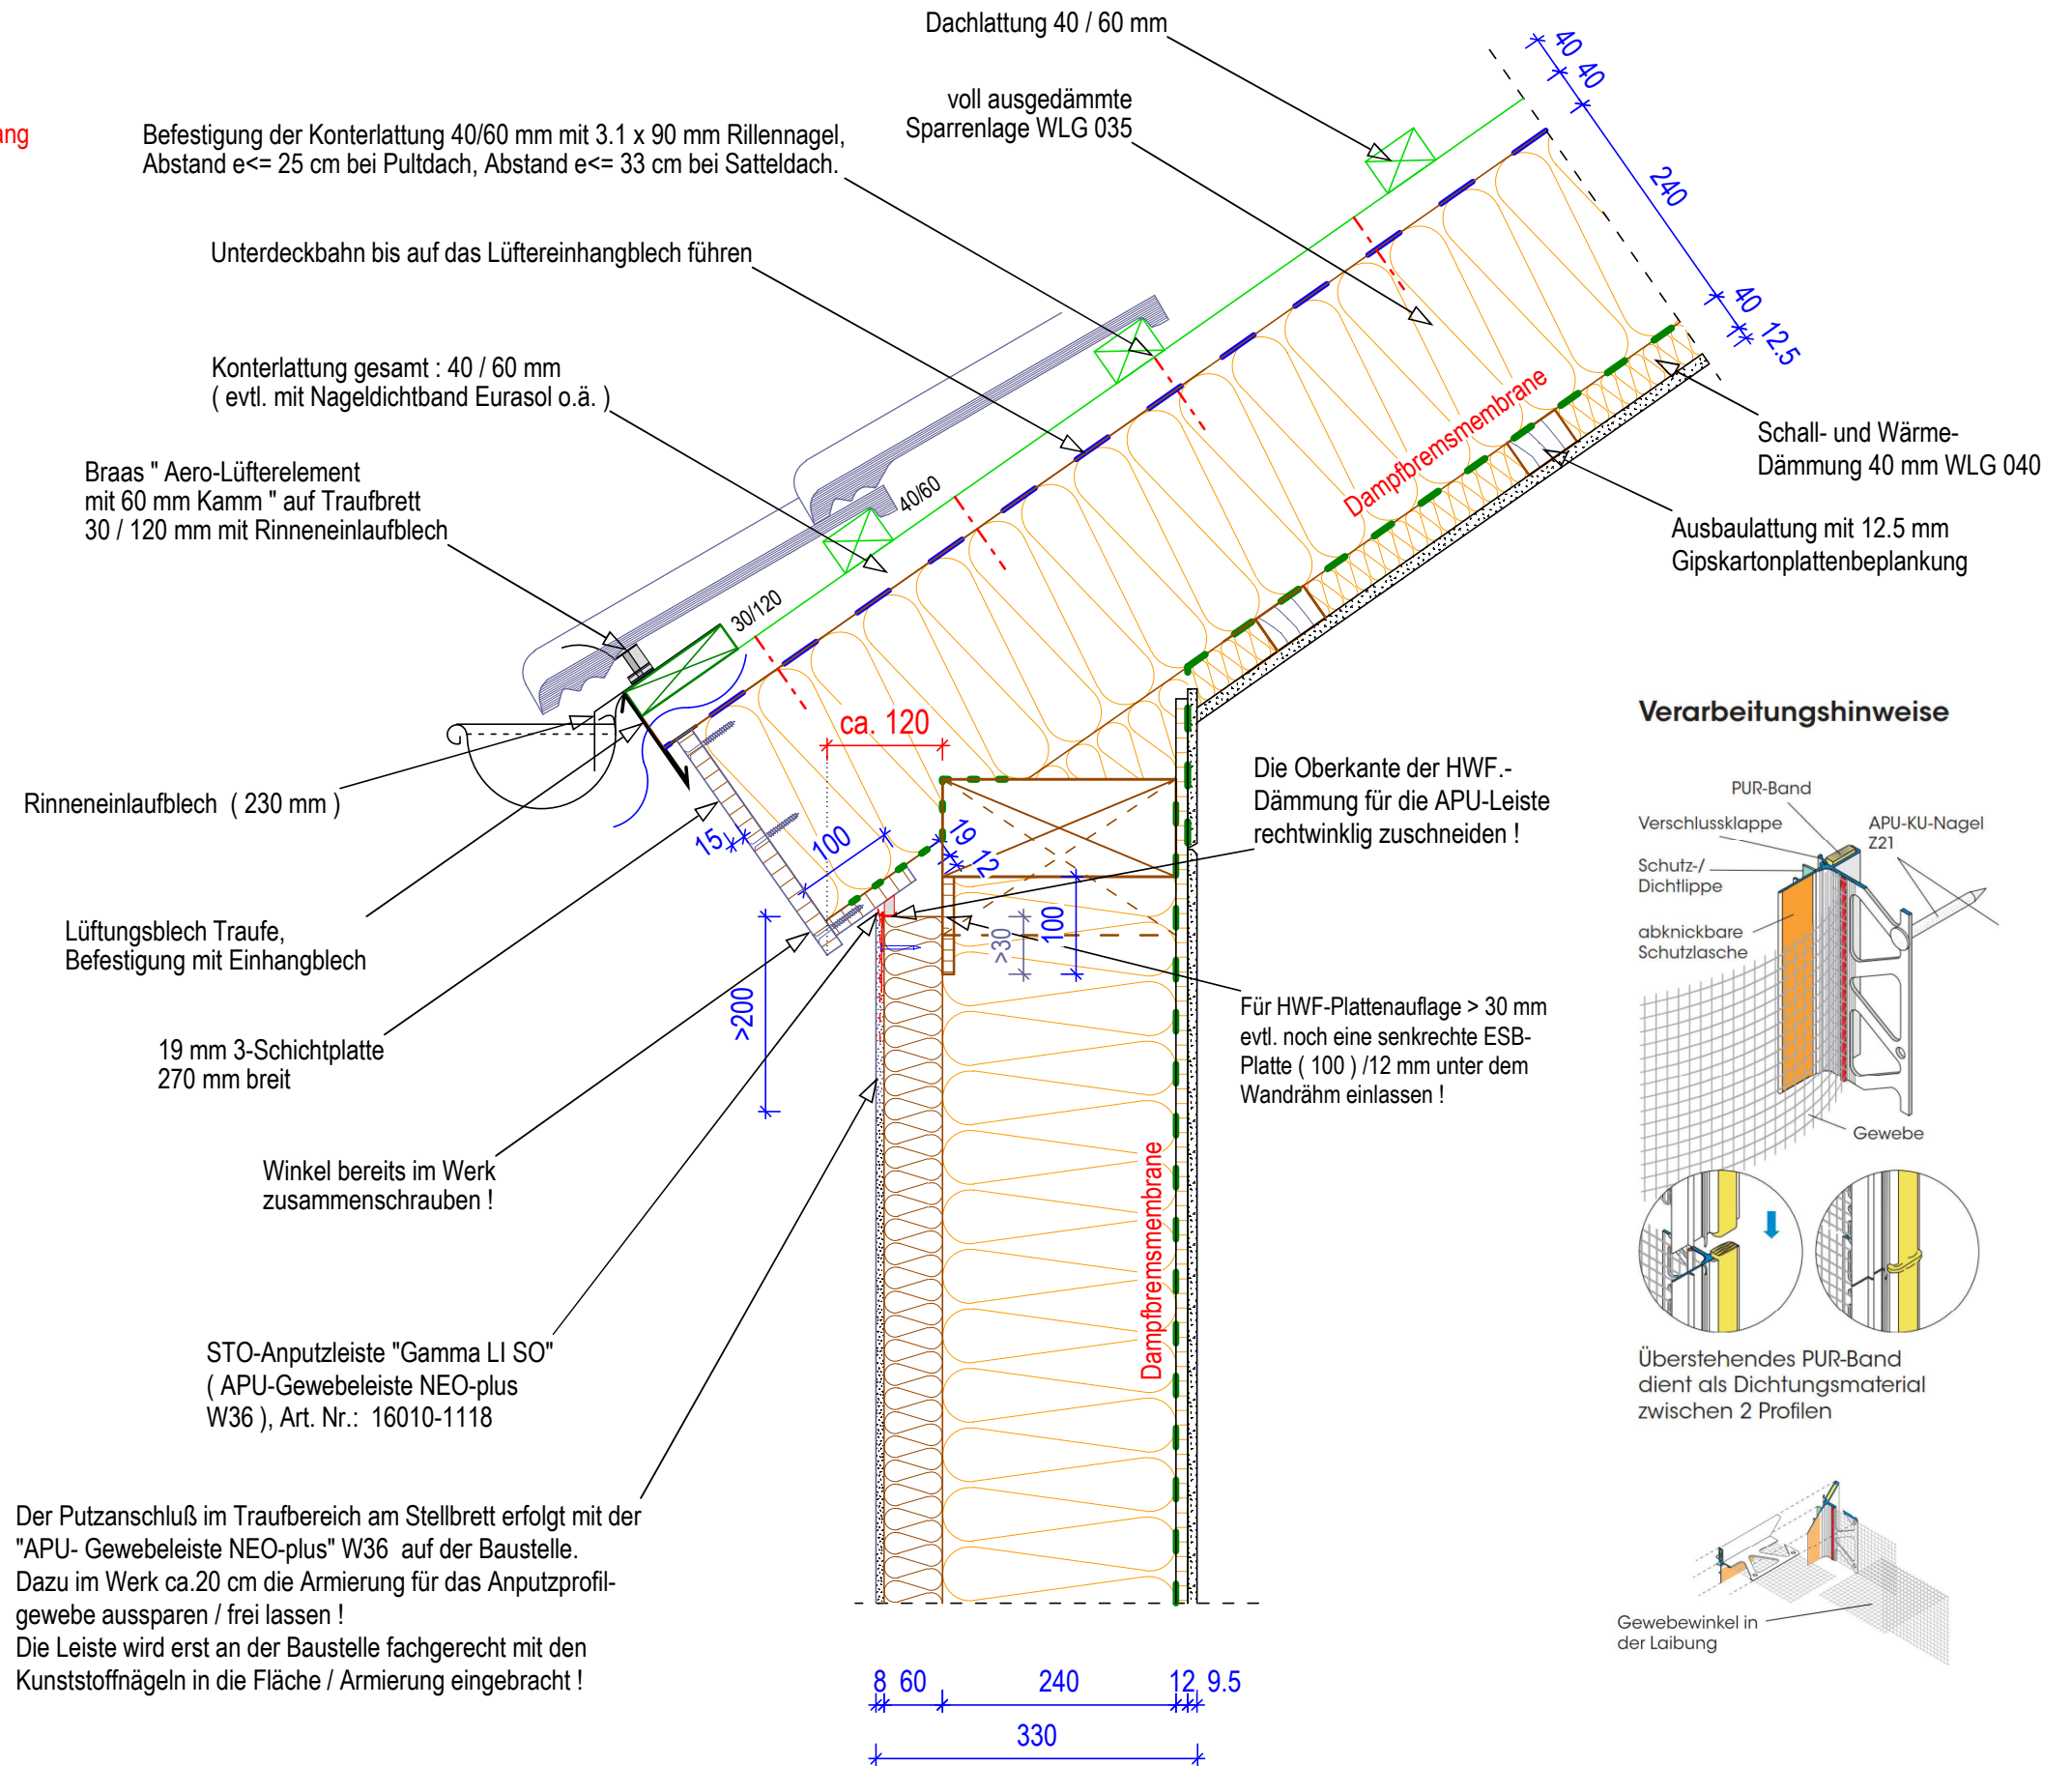 Dachlattung 40 / 60 mm
voll ausgedämmte
Sparrenlage WLG 035
ang
Befestigung der Konterlattung 40/60 mm mit 3.1 x 90 mm Rillennagel,
Abstand e<= 25 cm bei Pultdach, Abstand e<= 33 cm bei Satteldach.
Unterdeckbahn bis auf das Lüftereinhangblech führen
Konterlattung gesamt : 40 / 60 mm
( evtl. mit Nageldichtband Eurasol o.ä. )
Braas " Aero-Lüfterelement
mit 60 mm Kamm " auf Traufbrett
30 / 120 mm mit Rinneneinlaufblech
40
40
240
40
12.5
Dampfbremsmembrane
Schall- und Wärme-
Dämmung 40 mm WLG 040
Ausbaulattung mit 12.5 mm
Gipskartonplattenbeplankung
40/60
30/120
ca. 120
Rinneneinlaufblech ( 230 mm )
Lüftungsblech Traufe,
Befestigung mit Einhangblech
19 mm 3-Schichtplatte
270 mm breit
Winkel bereits im Werk
zusammenschrauben !
15
100
19
12
>200
>30
100
Die Oberkante der HWF.-
Dämmung für die APU-Leiste
rechtwinklig zuschneiden !
Für HWF-Plattenauflage > 30 mm
evtl. noch eine senkrechte ESB-
Platte ( 100 ) /12 mm unter dem
Wandrähm einlassen !
Dampfbremsmembrane
STO-Anputzleiste "Gamma LI SO"
( APU-Gewebeleiste NEO-plus
W36 ), Art. Nr.: 16010-1118
Der Putzanschluß im Traufbereich am Stellbrett erfolgt mit der
"APU- Gewebeleiste NEO-plus" W36 auf der Baustelle.
Dazu im Werk ca.20 cm die Armierung für das Anputzprofil-
gewebe aussparen / frei lassen !
Die Leiste wird erst an der Baustelle fachgerecht mit den
Kunststoffnägeln in die Fläche / Armierung eingebracht !
8 60 240 12 9.5
330
Verarbeitungshinweise
PUR-Band
Verschlussklappe
APU-KU-Nagel
Z21
Schutz-/
Dichtlippe
abknickbare
Schutzlasche
Gewebe
Überstehendes PUR-Band
dient als Dichtungsmaterial
zwischen 2 Profilen
Gewebewinkel in
der Laibung